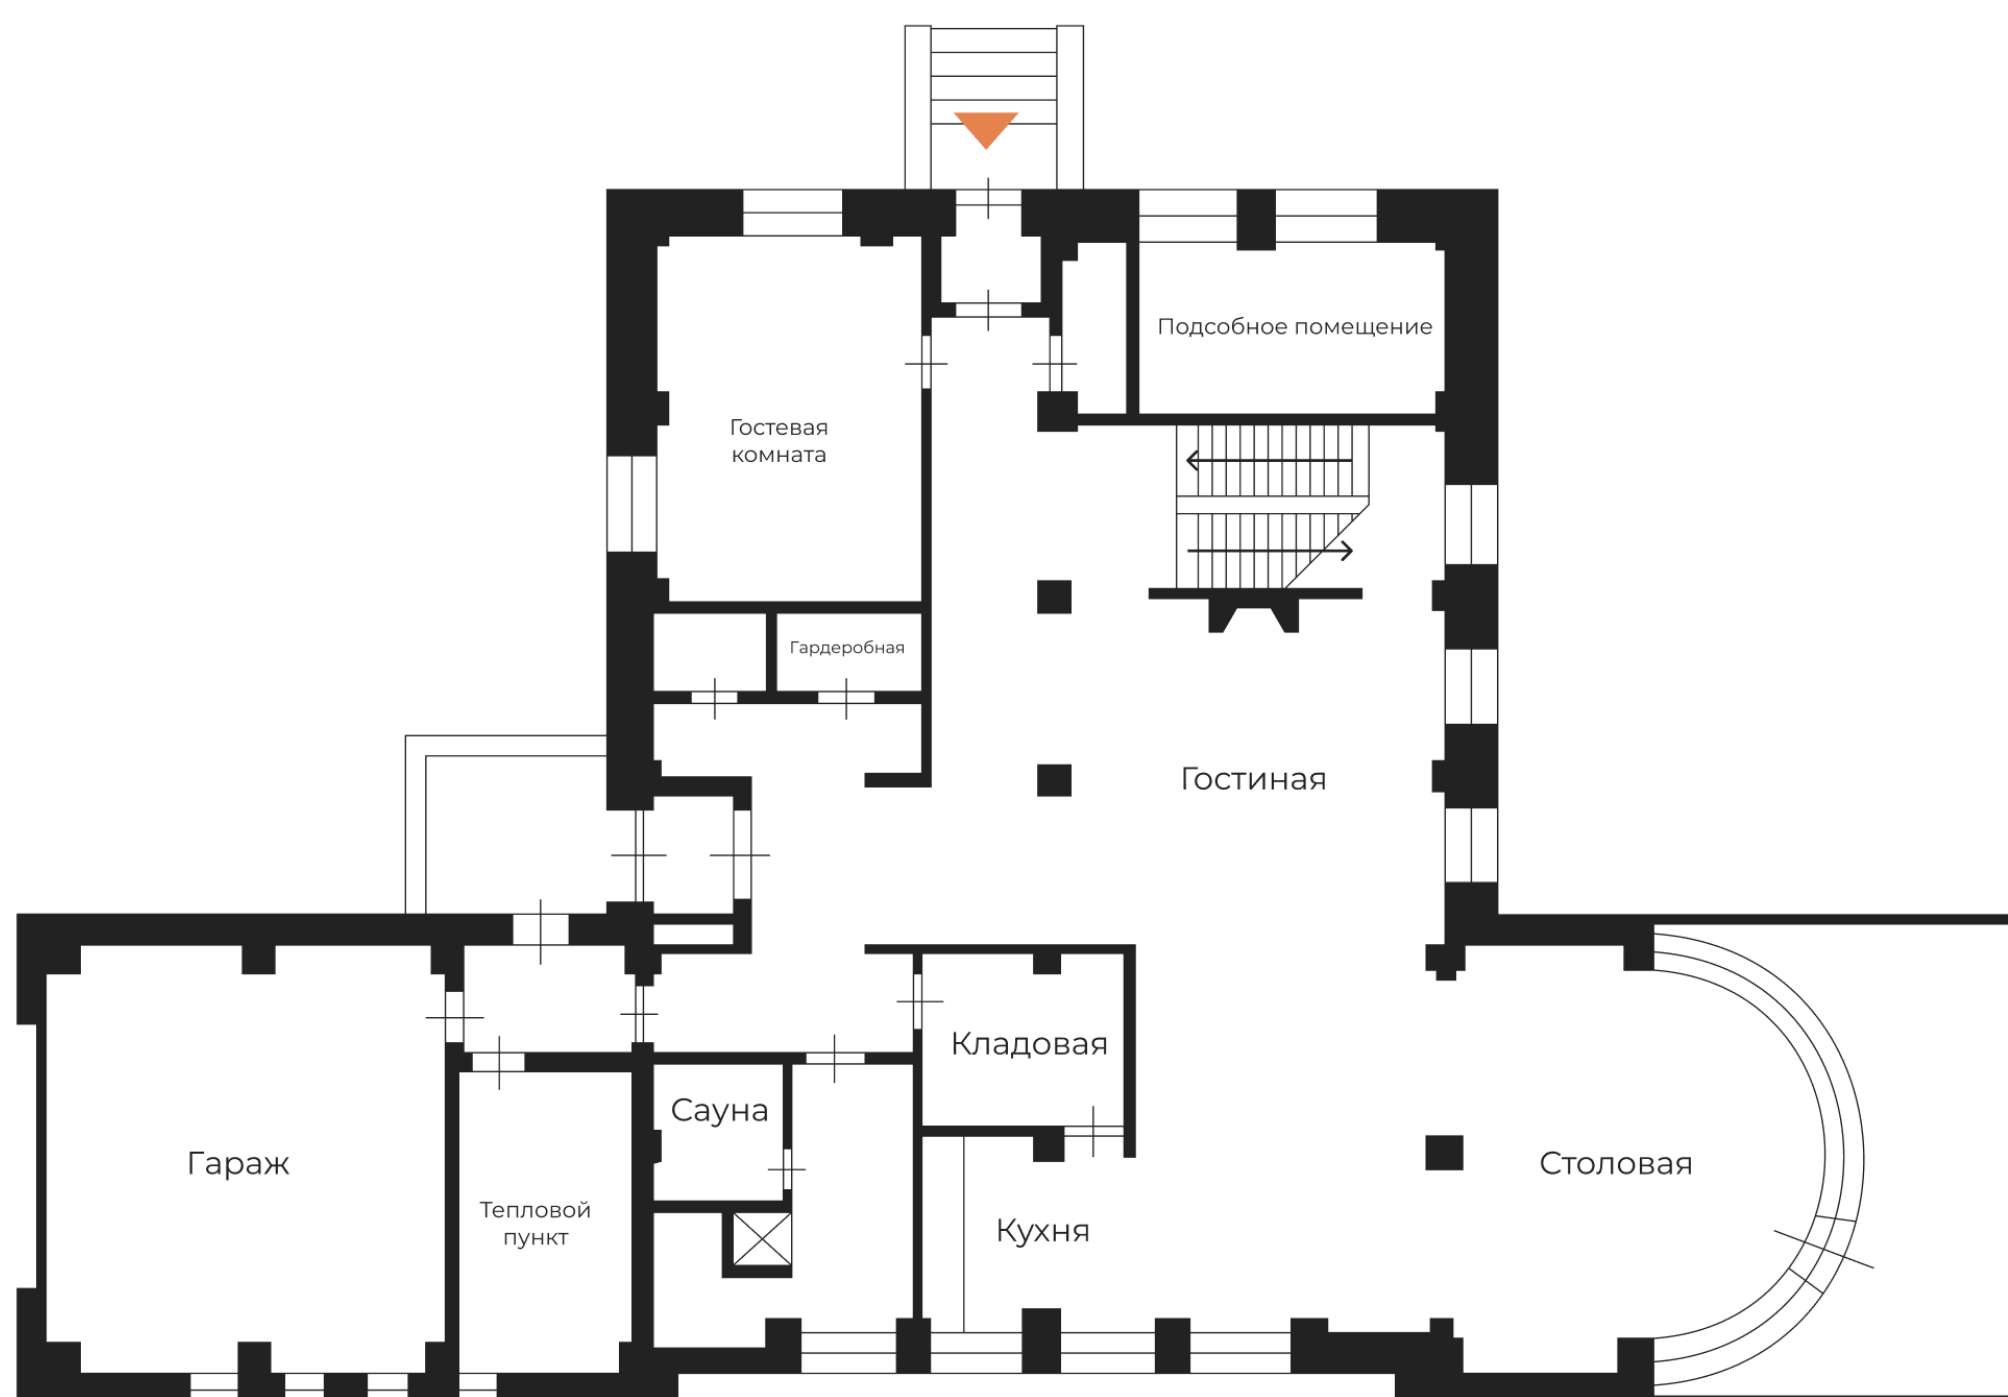 Подсобное помещение
Гостевая
комната
Гардеробная
Гостиная
Кладовая
Сауна
Гараж
Столовая
Тепловой
пункт
Кухня